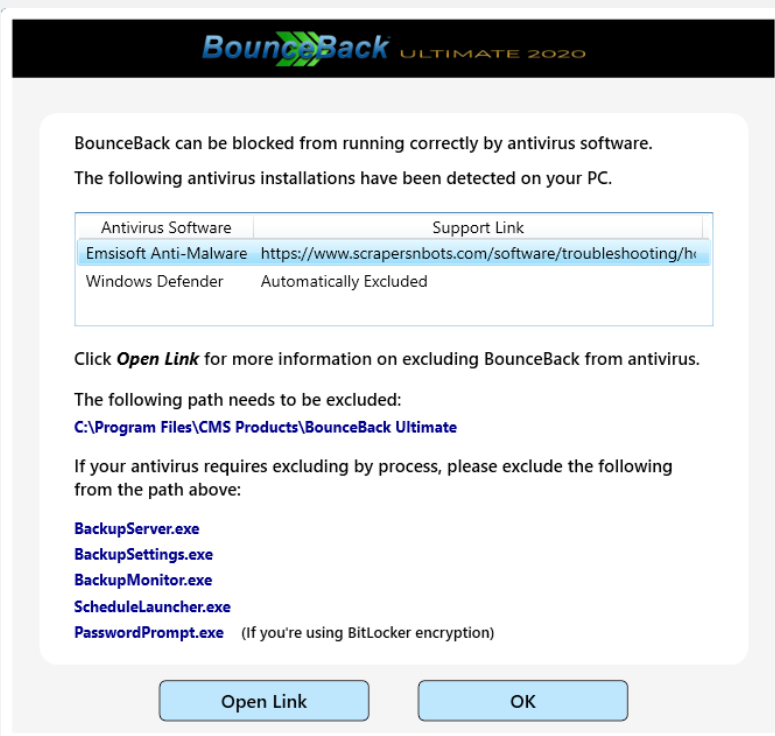 BounceBack ULTIMATE 2020
BounceBack can be blocked from running correctly by antivirus software.
The following antivirus installations have been detected on your PC.
Antivirus Software Support Link
Emsisoft Anti-Malware https://www.scrapersnbots.com/software/troubleshooting/h
Windows Defender Automatically Excluded
Click Open Link for more information on excluding BounceBack from antivirus.
The following path needs to be excluded:
C:\Program Files\CMS Products\BounceBack Ultimate
If your antivirus requires excluding by process, please exclude the following
from the path above:
BackupServer.exe
BackupSettings.exe
BackupMonitor.exe
ScheduleLauncher.exe
PasswordPrompt.exe (If you're using BitLocker encryption)
Open Link OK